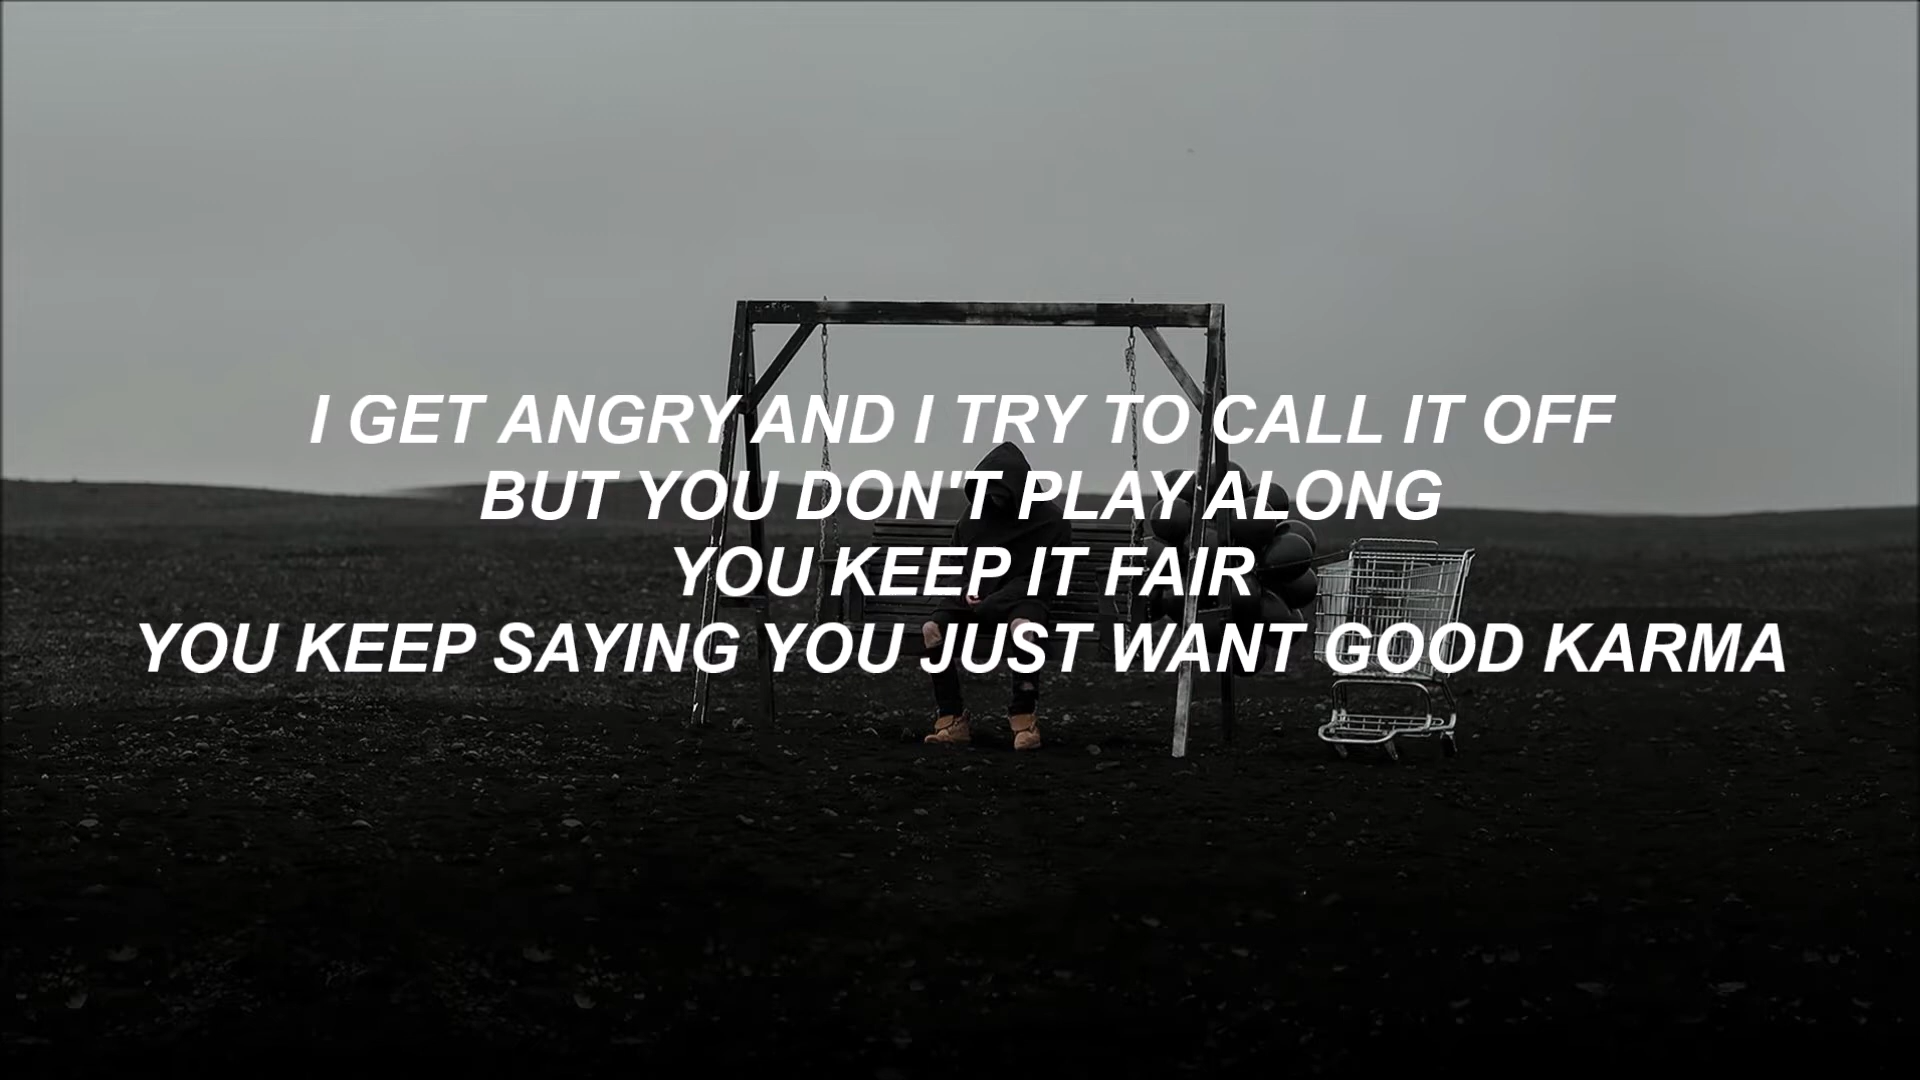 I GET ANGRY AND I TRY TO CALL IT OFF
BUT YOU DON'T PLAY ALONG
YOU KEEP IT FAIR
YOU KEEP SAYING YOU JUST WANT GOOD KARMA